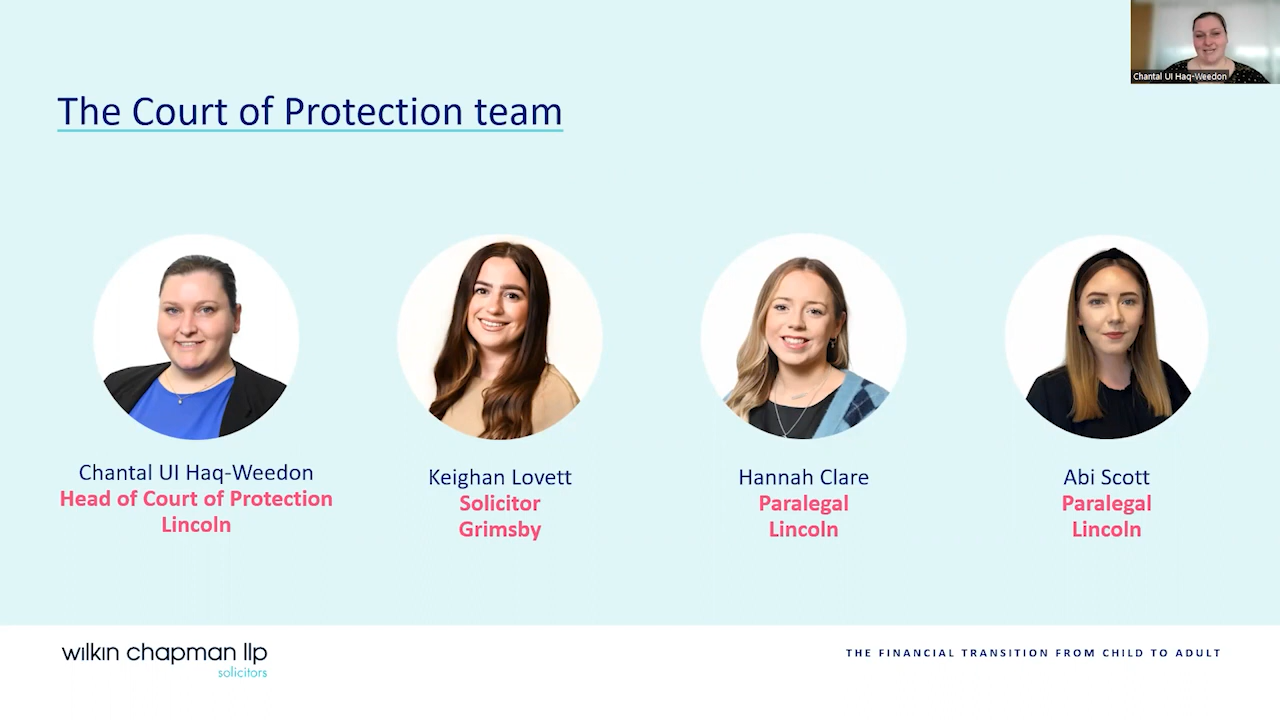 Chantal UI Haq-Weedon
The Court of Protection team
Chantal UI Haq-Weedon
Head of Court of Protection
Lincoln
Keighan Lovett
Solicitor
Grimsby
Hannah Clare
Paralegal
Lincoln
Abi Scott
Paralegal
Lincoln
wilkin chapman llp
solicitors
THE FINANCIAL TRANSITION FROM CHILD TO ADULT